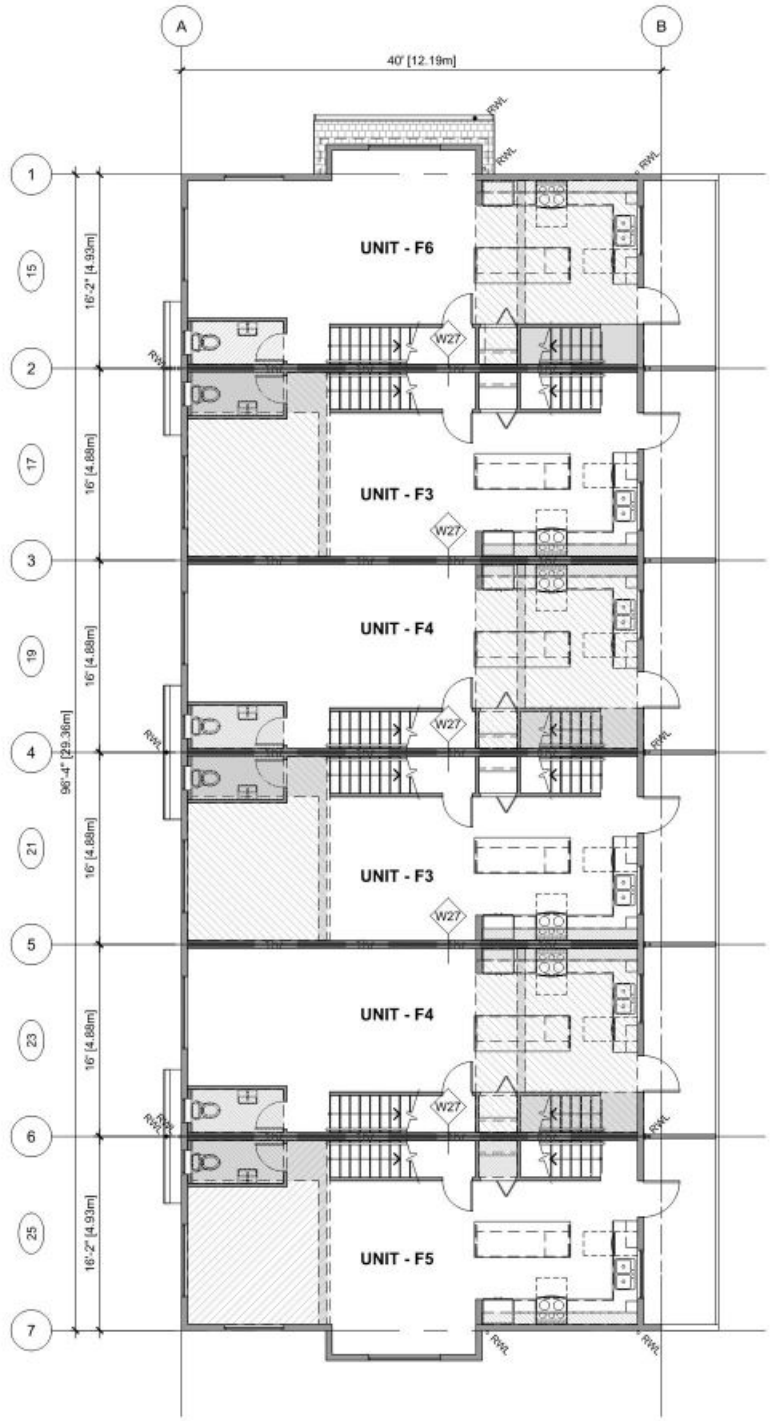 A
B
40' [12.19m]
RWL
RWL
RWL
1
15
16'-2" [4.93m]
UNIT - F6
W27
RWL
2
17
16' [4.88m]
UNIT - F3
W27
3
19
16' [4.88m]
UNIT - F4
W27
RWL
RWL
4
96'-4" [29.36m]
21
16' [4.88m]
UNIT - F3
W27
5
23
16' [4.88m]
UNIT - F4
W27
RWL
RWL
6
25
16'-2" [4.93m]
UNIT - F5
7
RWL
RWL